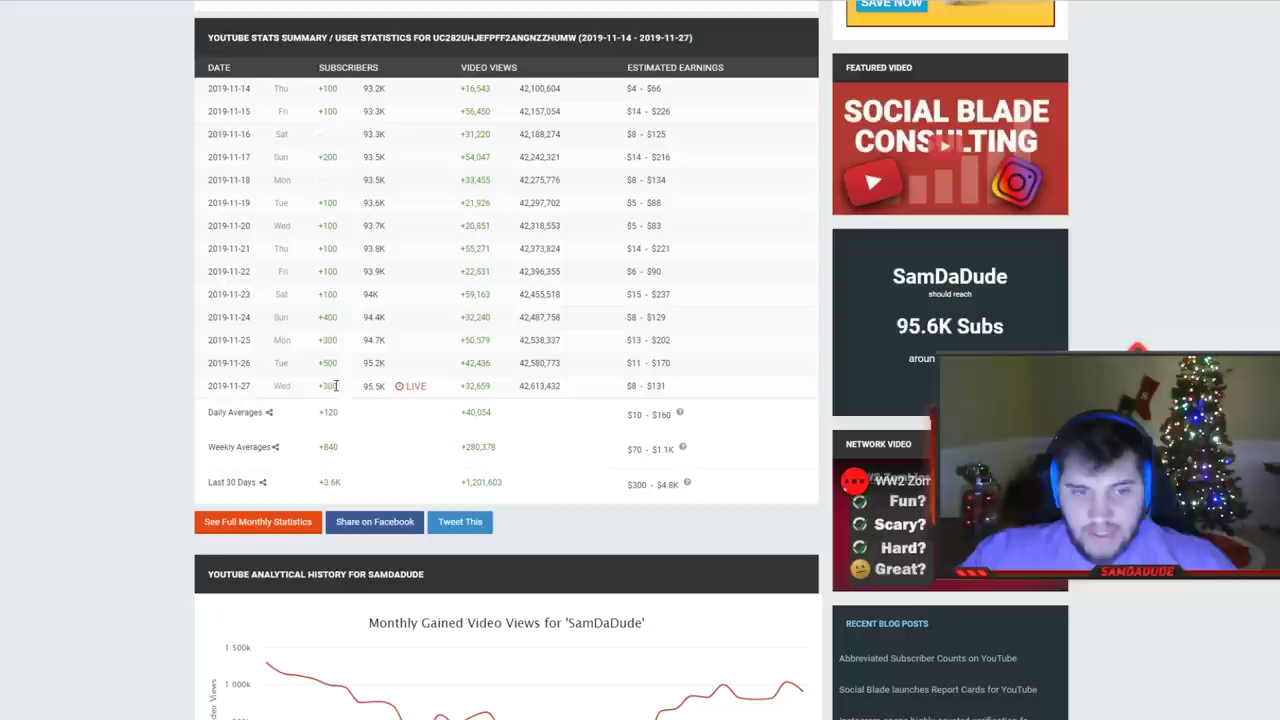 SAVE NOW
YOUTUBE STATS SUMMARY / USER STATISTICS FOR UC282UHJEFPFF2ANGNZZHUMW (2019-11-14 - 2019-11-27)
DATE SUBSCRIBERS VIDEO VIEWS ESTIMATED EARNINGS
2019-11-14 Thu +100 93.2K +16,543 42,100,604 $4 - $66
2019-11-15 Fri +100 93.3K +56,450 42,157,054 $14 - $226
2019-11-16 Sat - 93.3K +31,220 42,188,274 $8 - $125
2019-11-17 Sun +200 93.5K +54,047 42,242,321 $14 - $216
2019-11-18 Mon 93.5K +33,455 42,275,776 $8 - $134
2019-11-19 Tue +100 93.6K +21,926 42,297,702 $5 - $88
2019-11-20 Wed +100 93.7K +20,851 42,318,553 $5 - $83
2019-11-21 Thu +100 93.8K +55,271 42,373,824 $14 - $221
2019-11-22 Fri +100 93.9K +22,531 42,396,355 $6 - $90
2019-11-23 Sat +100 94K +59,163 42,455,518 $15 - $237
2019-11-24 Sun +400 94.4K +32,240 42,487,758 $8 - $129
2019-11-25 Mon +300 94.7K +50,579 42,538,337 $13 - $202
2019-11-26 Tue +500 95.2K +42,436 42,580,773 $11 - $170
2019-11-27 Wed +300 95.5K LIVE +32,659 42,613,432 $8 - $131
Daily Averages +120 +40,054 $10 - $160
Weekly Averages +840 +280,378 $70 - $1.1K
Last 30 Days +3.6K +1,201,603 $300 - $4.8K
See Full Monthly Statistics Share on Facebook Tweet This
YOUTUBE ANALYTICAL HISTORY FOR SAMDADUDE
Monthly Gained Video Views for 'SamDaDude'
1 500k
1 000k
FEATURED VIDEO
SOCIAL BLADE
CONSULTING
SamDaDude
should reach
95.6K Subs
aroun
NETWORK VIDEO
WW2 Zom
Fun?
Scary?
Hard?
Great?
SAMDADUDE
RECENT BLOG POSTS
Abbreviated Subscriber Counts on YouTube
Social Blade launches Report Cards for YouTube